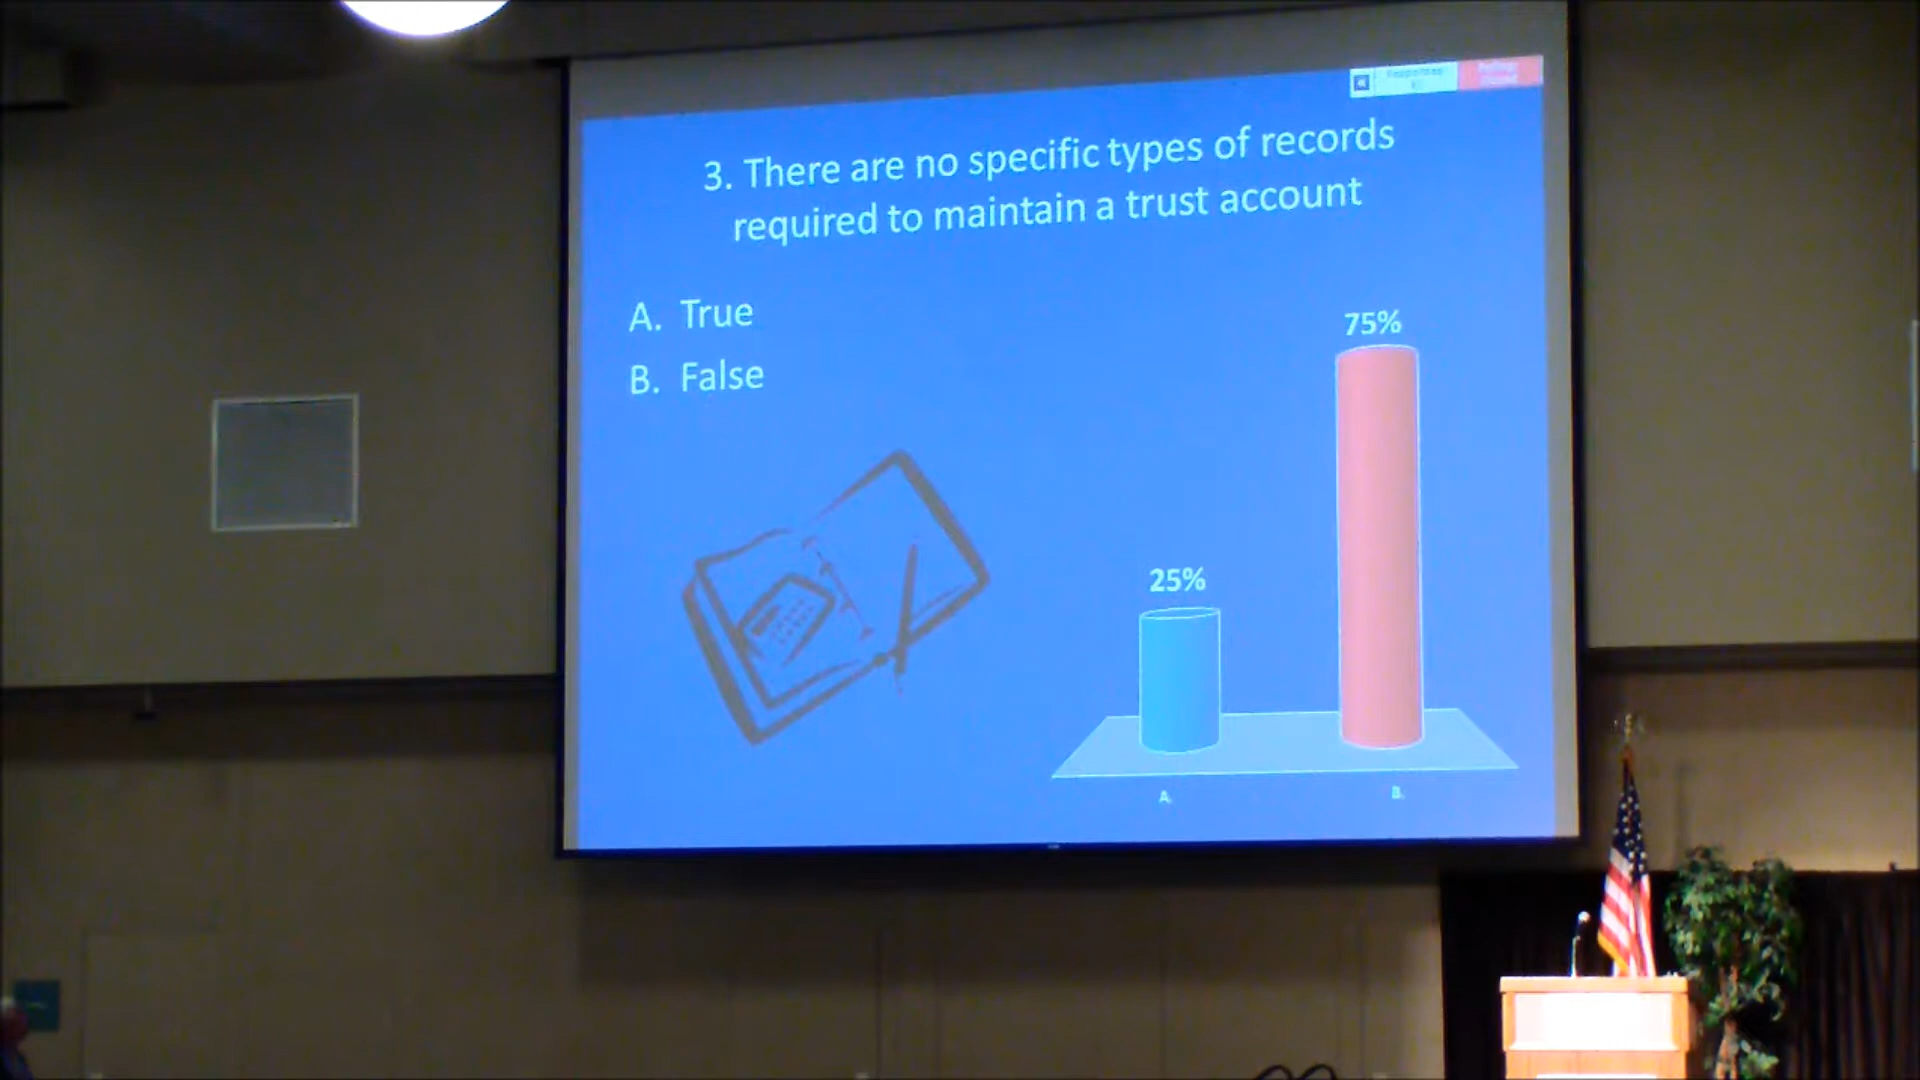 3. There are no specific types of records
required to maintain a trust account
A. True
B. False
75%
25%
A.
B.